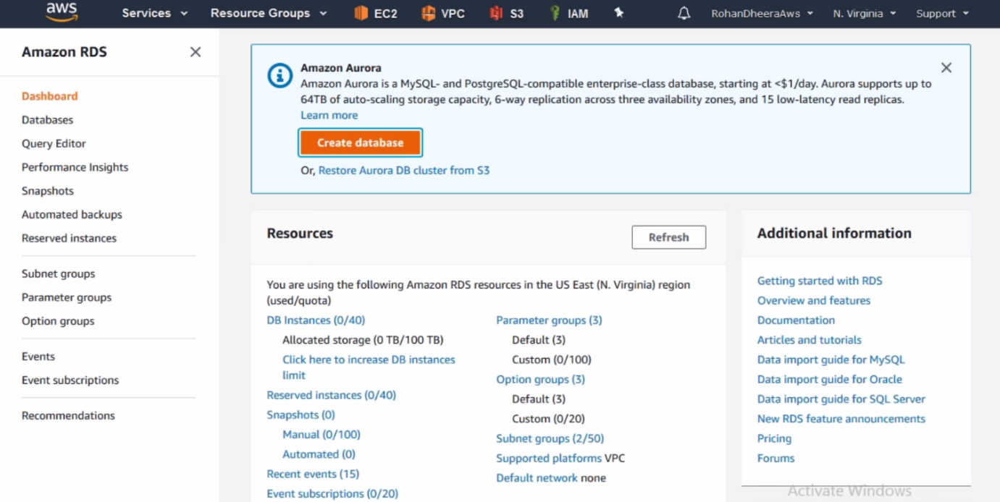 aws Services Resource Groups EC2 VPC S3 IAM RohanDheeraAws N. Virginia Support
Amazon RDS
Dashboard
Databases
Query Editor
Performance Insights
Snapshots
Automated backups
Reserved instances
Subnet groups
Parameter groups
Option groups
Events
Event subscriptions
Recommendations
Amazon Aurora
Amazon Aurora is a MySQL- and PostgreSQL-compatible enterprise-class database, starting at <$1/day. Aurora supports up to
64TB of auto-scaling storage capacity, 6-way replication across three availability zones, and 15 low-latency read replicas.
Learn more
Create database
Or, Restore Aurora DB cluster from S3
Resources
Refresh
You are using the following Amazon RDS resources in the US East (N. Virginia) region
(used/quota)
DB Instances (0/40)
Allocated storage (0 TB/100 TB)
Click here to increase DB instances
limit
Reserved instances (0/40)
Snapshots (0)
Manual (0/100)
Automated (0)
Recent events (15)
Event subscriptions (0/20)
Parameter groups (3)
Default (3)
Custom (0/100)
Option groups (3)
Default (3)
Custom (0/20)
Subnet groups (2/50)
Supported platforms VPC
Default network none
Additional information
Getting started with RDS
Overview and features
Documentation
Articles and tutorials
Data import guide for MySQL
Data import guide for Oracle
Data import guide for SQL Server
New RDS feature announcements
Pricing
Forums
Activate Windows